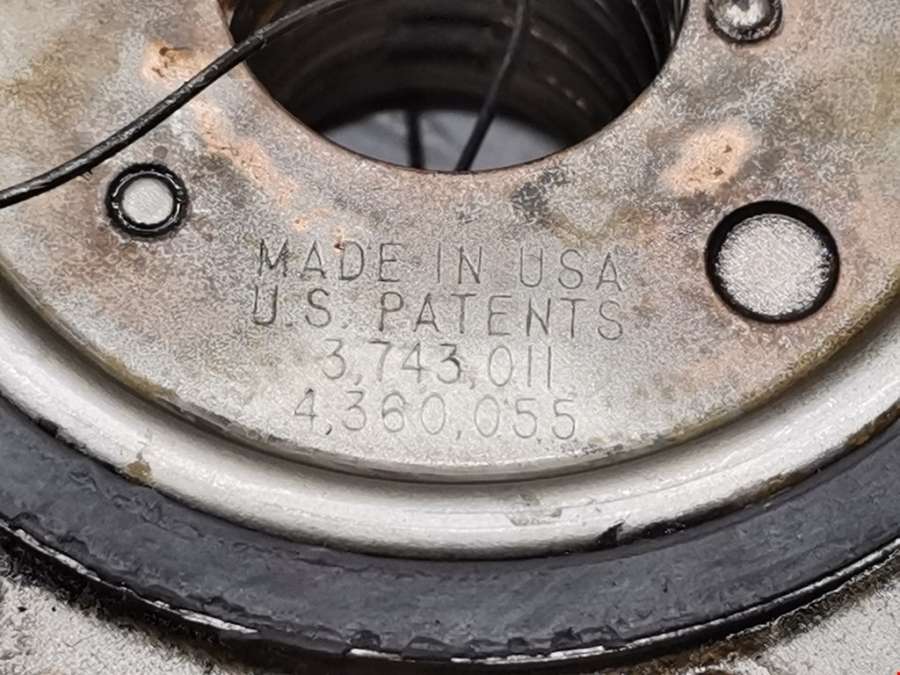 MADE IN USA
U.S. PATENTS
3,743,011
4,360,055